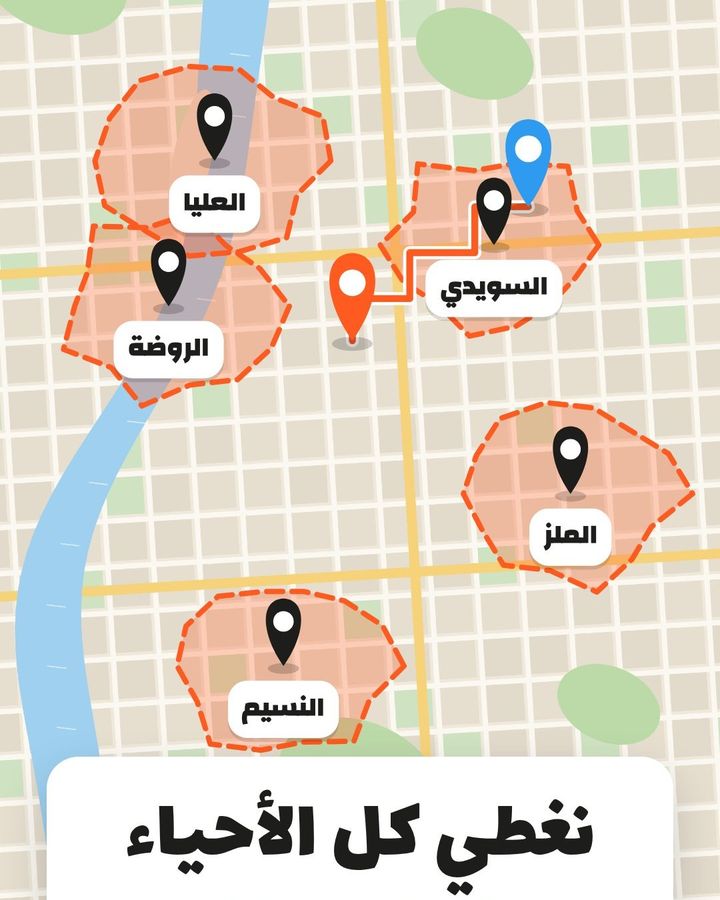 العليا
السويدي
الروضة
الملز
النسيم
نغطي كل الأحياء